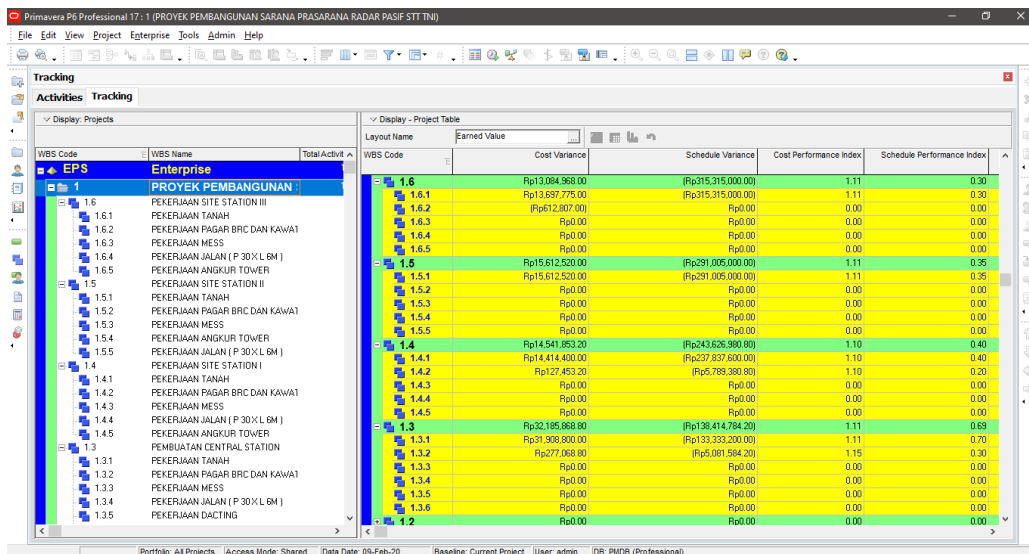 Primavera P6 Professional 17 : 1 (PROYEK PEMBANGUNAN SARANA PRASARANA RADAR PASIF STT TNI)
File Edit View Project Enterprise Tools Admin Help
Tracking
Activities Tracking
Display: Projects
WBS Code WBS Name Total Activit
EPS Enterprise
1 PROYEK PEMBANGUNAN
1.6 PEKERJAAN SITE STATION III
1.6.1 PEKERJAAN TANAH
1.6.2 PEKERJAAN PAGAR BRC DAN KAWAT
1.6.3 PEKERJAAN MESS
1.6.4 PEKERJAAN JALAN ( P 30 X L 6M )
1.6.5 PEKERJAAN ANGKUR TOWER
1.5 PEKERJAAN SITE STATION II
1.5.1 PEKERJAAN TANAH
1.5.2 PEKERJAAN PAGAR BRC DAN KAWAT
1.5.3 PEKERJAAN MESS
1.5.4 PEKERJAAN ANGKUR TOWER
1.5.5 PEKERJAAN JALAN ( P 30 X L 6M )
1.4 PEKERJAAN SITE STATION I
1.4.1 PEKERJAAN TANAH
1.4.2 PEKERJAAN PAGAR BRC DAN KAWAT
1.4.3 PEKERJAAN MESS
1.4.4 PEKERJAAN JALAN ( P 30 X L 6M )
1.4.5 PEKERJAAN ANGKUR TOWER
1.3 PEMBUATAN CENTRAL STATION
1.3.1 PEKERJAAN TANAH
1.3.2 PEKERJAAN PAGAR BRC DAN KAWAT
1.3.3 PEKERJAAN MESS
1.3.4 PEKERJAAN JALAN ( P 30 X L 6M )
1.3.5 PEKERJAAN DACTING
Display - Project Table
Layout Name Earned Value ...
WBS Code Cost Variance Schedule Variance Cost Performance Index Schedule Performance Index
1.6 Rp13,084,968.00 (Rp315,315,000.00) 1.11 0.30
1.6.1 Rp13,697,775.00 (Rp315,315,000.00) 1.11 0.30
1.6.2 (Rp612,807.00) Rp0.00 0.00 0.00
1.6.3 Rp0.00 Rp0.00 0.00 0.00
1.6.4 Rp0.00 Rp0.00 0.00 0.00
1.6.5 Rp0.00 Rp0.00 0.00 0.00
1.5 Rp15,612,520.00 (Rp291,005,000.00) 1.11 0.35
1.5.1 Rp15,612,520.00 (Rp291,005,000.00) 1.11 0.35
1.5.2 Rp0.00 Rp0.00 0.00 0.00
1.5.3 Rp0.00 Rp0.00 0.00 0.00
1.5.4 Rp0.00 Rp0.00 0.00 0.00
1.5.5 Rp0.00 Rp0.00 0.00 0.00
1.4 Rp14,541,853.20 (Rp243,626,980.80) 1.10 0.40
1.4.1 Rp14,414,400.00 (Rp237,837,600.00) 1.10 0.40
1.4.2 Rp127,453.20 (Rp5,789,380.80) 1.10 0.20
1.4.3 Rp0.00 Rp0.00 0.00 0.00
1.4.4 Rp0.00 Rp0.00 0.00 0.00
1.4.5 Rp0.00 Rp0.00 0.00 0.00
1.3 Rp32,185,868.80 (Rp138,414,784.20) 1.11 0.69
1.3.1 Rp31,908,800.00 (Rp133,333,200.00) 1.11 0.70
1.3.2 Rp277,068.80 (Rp5,081,584.20) 1.15 0.30
1.3.3 Rp0.00 Rp0.00 0.00 0.00
1.3.4 Rp0.00 Rp0.00 0.00 0.00
1.3.5 Rp0.00 Rp0.00 0.00 0.00
1.3.6 Rp0.00 Rp0.00 0.00 0.00
1.2 Rp0.00 Rp0.00 0.00 0.00
Portfolio: All Projects Access Mode: Shared Data Date: 09-Feb-20 Baseline: Current Project User: admin DB: PMDB (Professional)